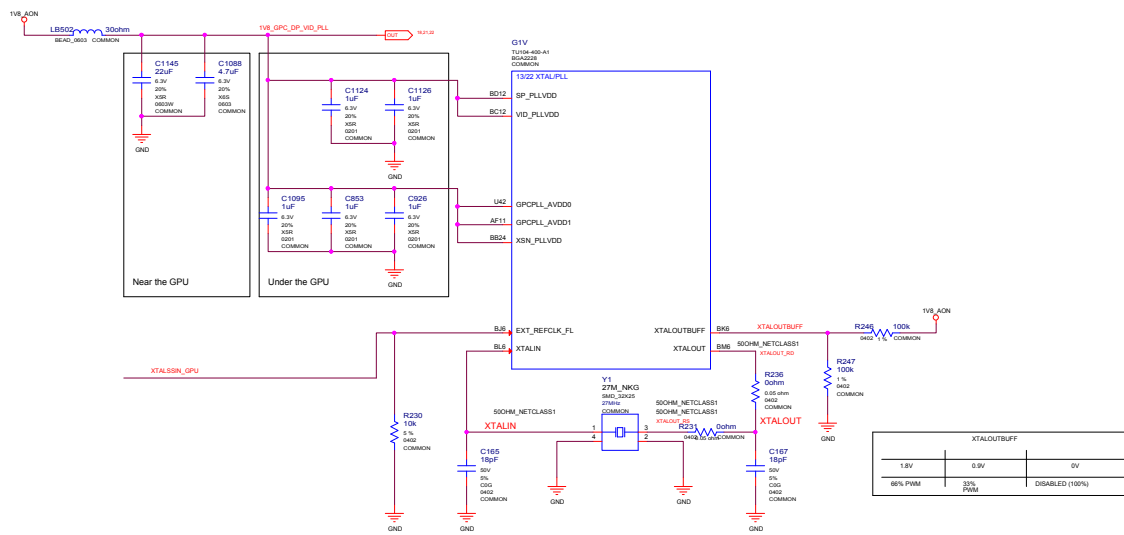 1V8_AON
LB502
30ohm
BEAD_0603
COMMON
1V8_GPC_DP_VID_PLL
OUT
18,21,22
C1145
22uF
6.3V
20%
X5R
0603W
COMMON
C1088
4.7uF
6.3V
20%
X6S
0603
COMMON
GND
Near the GPU
C1124
1uF
6.3V
20%
X5R
0201
COMMON
C1126
1uF
6.3V
20%
X5R
0201
COMMON
GND
C1095
1uF
6.3V
20%
X5R
0201
COMMON
C853
1uF
6.3V
20%
X5R
0201
COMMON
C926
1uF
6.3V
20%
X5R
0201
COMMON
GND
Under the GPU
G1V
TU104-400-A1
BGA2228
COMMON
13/22 XTAL/PLL
BD12
SP_PLLVDD
BC12
VID_PLLVDD
U42
GPCPLL_AVDD0
AF11
GPCPLL_AVDD1
BB24
XSN_PLLVDD
BJ6
EXT_REFCLK_FL
BL6
XTALIN
XTALOUTBUFF
BK6
XTALOUT
BM6
XTALSSIN_GPU
R230
10k
5 %
0402
COMMON
GND
50OHM_NETCLASS1
XTALIN
C165
18pF
50V
5%
C0G
0402
COMMON
GND
Y1
27M_NKG
SMD_32X25
27MHz
COMMON
1
4
3
2
GND
GND
50OHM_NETCLASS1
50OHM_NETCLASS1
XTALOUT_RS
R231
0ohm
0402
0.05 ohm
COMMON
50OHM_NETCLASS1
XTALOUT_RD
R236
0ohm
0.05 ohm
0402
COMMON
XTALOUT
C167
18pF
50V
5%
C0G
0402
COMMON
GND
XTALOUTBUFF
R246
100k
0402
1 %
COMMON
1V8_AON
R247
100k
1 %
0402
COMMON
GND
XTALOUTBUFF
1.8V
0.9V
0V
66% PWM
33%
PWM
DISABLED (100%)